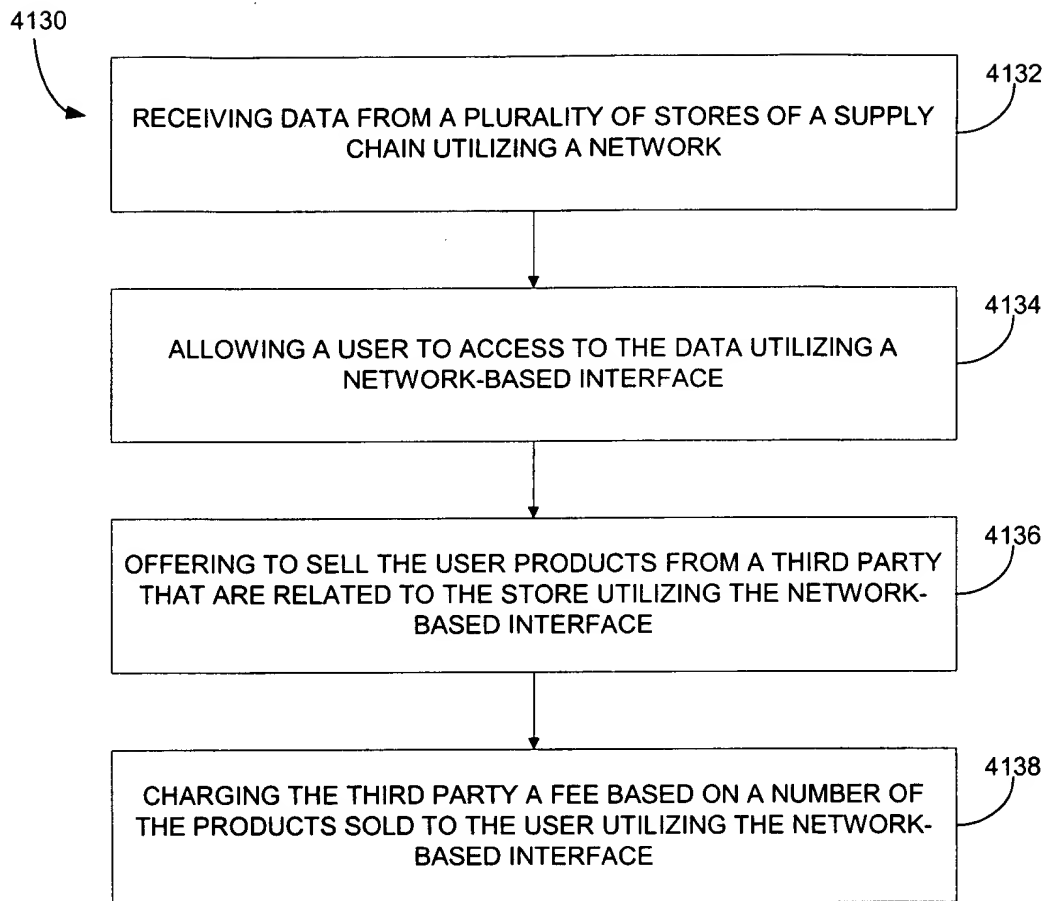 4130
4132
RECEIVING DATA FROM A PLURALITY OF STORES OF A SUPPLY
CHAIN UTILIZING A NETWORK
4134
ALLOWING A USER TO ACCESS TO THE DATA UTILIZING A
NETWORK-BASED INTERFACE
4136
OFFERING TO SELL THE USER PRODUCTS FROM A THIRD PARTY
THAT ARE RELATED TO THE STORE UTILIZING THE NETWORK-
BASED INTERFACE
4138
CHARGING THE THIRD PARTY A FEE BASED ON A NUMBER OF
THE PRODUCTS SOLD TO THE USER UTILIZING THE NETWORK-
BASED INTERFACE